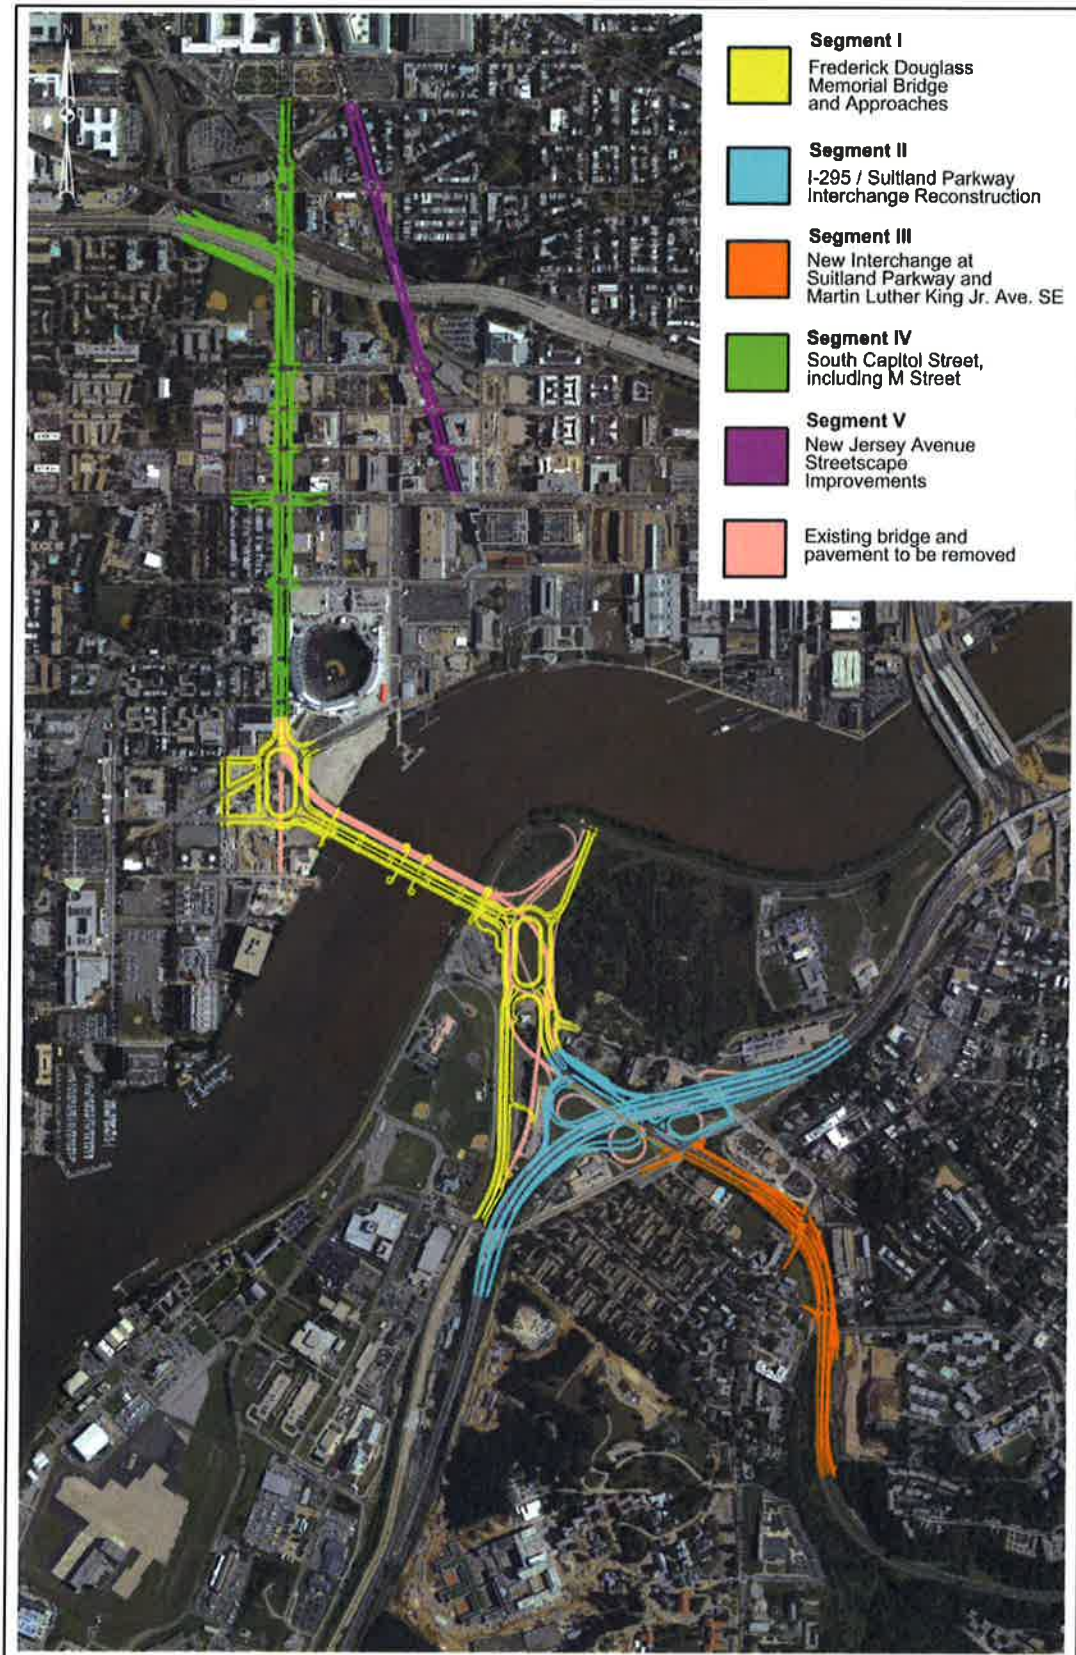 N
Segment I
Frederick Douglass
Memorial Bridge
and Approaches
Segment II
I-295 / Suitland Parkway
Interchange Reconstruction
Segment III
New Interchange at
Suitland Parkway and
Martin Luther King Jr. Ave. SE
Segment IV
South Capitol Street,
including M Street
Segment V
New Jersey Avenue
Streetscape
Improvements
Existing bridge and
pavement to be removed